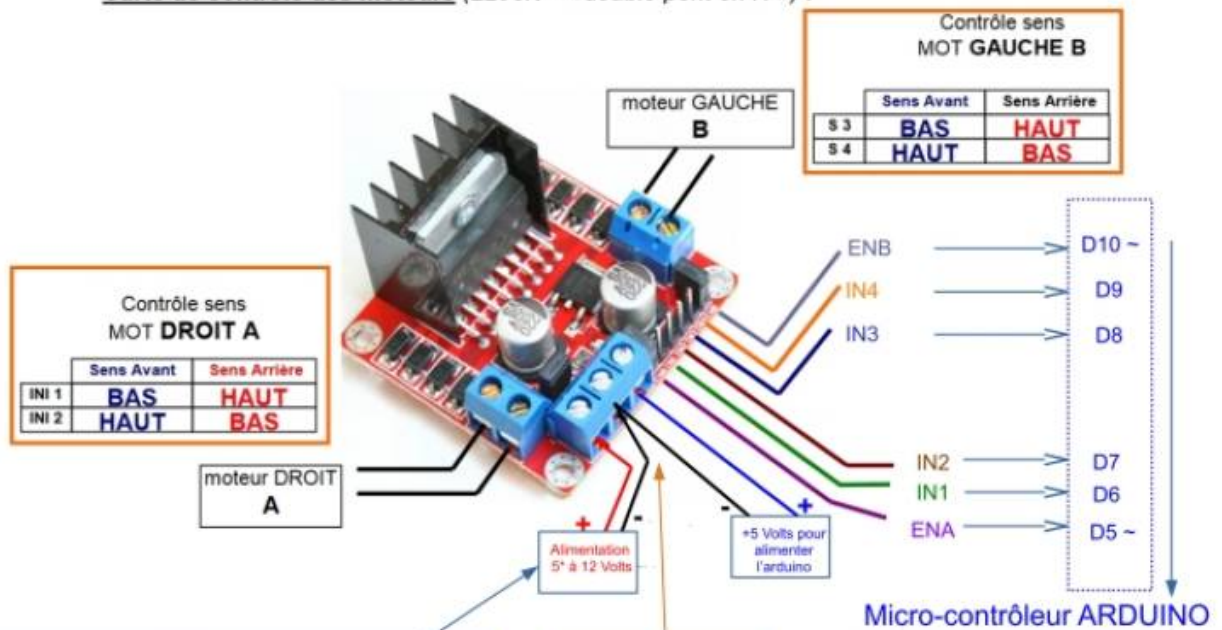 Contrôle sens
MOT GAUCHE B
Sens Avant Sens Arrière
S 3 BAS HAUT
S 4 HAUT BAS
moteur GAUCHE
B
ENB D10 ~
IN4 D9
IN3 D8
Contrôle sens
MOT DROIT A
Sens Avant Sens Arrière
INI 1 BAS HAUT
INI 2 HAUT BAS
moteur DROIT
A
IN2 D7
IN1 D6
ENA D5 ~
+ -
Alimentation
5* à 12 Volts
- +
+5 Volts pour
alimenter
l'arduino
Micro-contrôleur ARDUINO